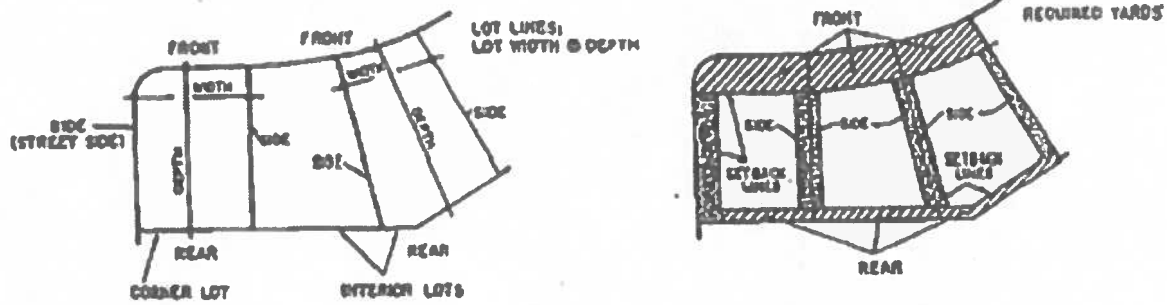 LOT LINES;
LOT WIDTH & DEPTH
FRONT
FRONT
WIDTH
WIDTH
SIDE
(STREET SIDE)
DEPTH
SIDE
SIDE
DEPTH
SIDE
REAR
REAR
CORNER LOT
INTERIOR LOTS
REQUIRED YARDS
FRONT
SIDE
SIDE
SIDE
SETBACK
LINES
SETBACK
LINES
REAR